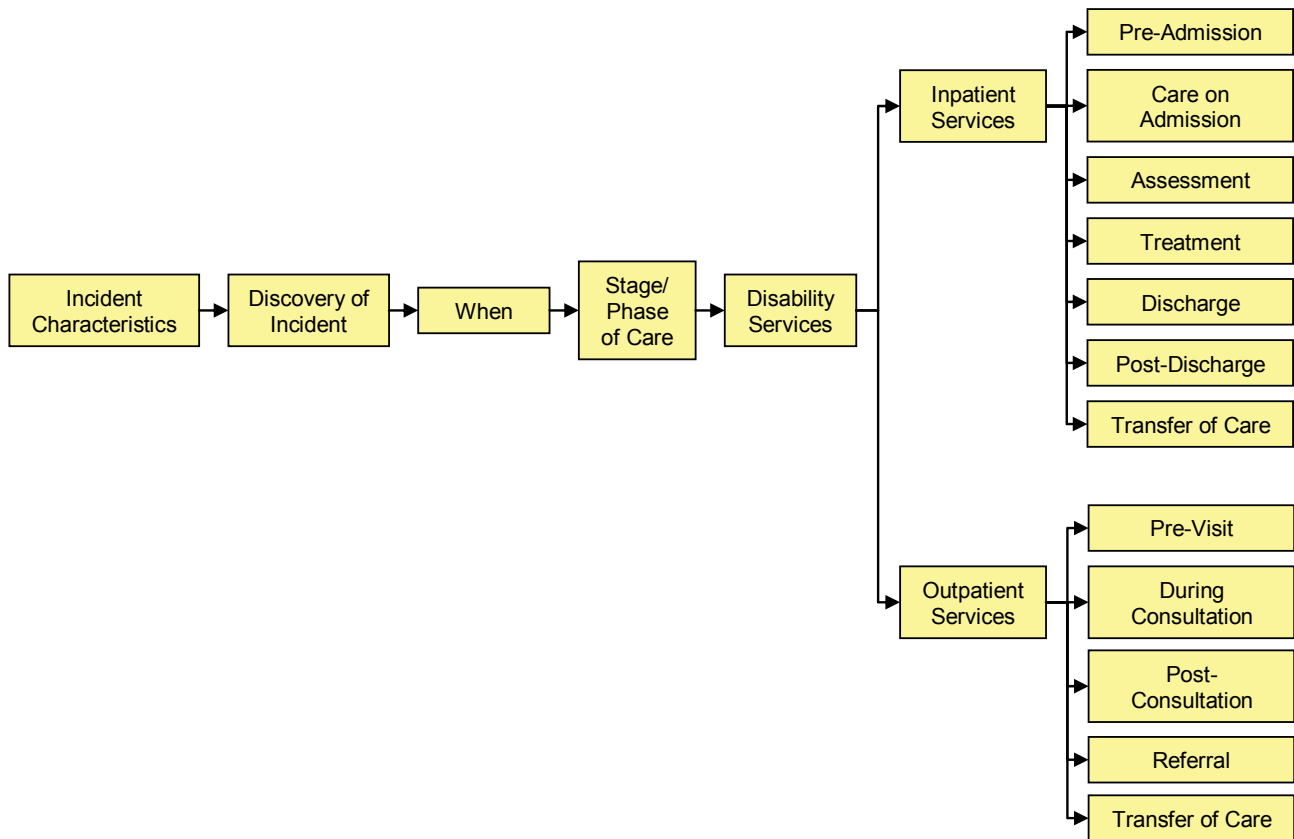 Incident
Characteristics
Discovery of
Incident
When
Stage/
Phase
of Care
Disability
Services
Inpatient
Services
Pre-Admission
Care on
Admission
Assessment
Treatment
Discharge
Post-Discharge
Transfer of Care
Outpatient
Services
Pre-Visit
During
Consultation
Post-
Consultation
Referral
Transfer of Care